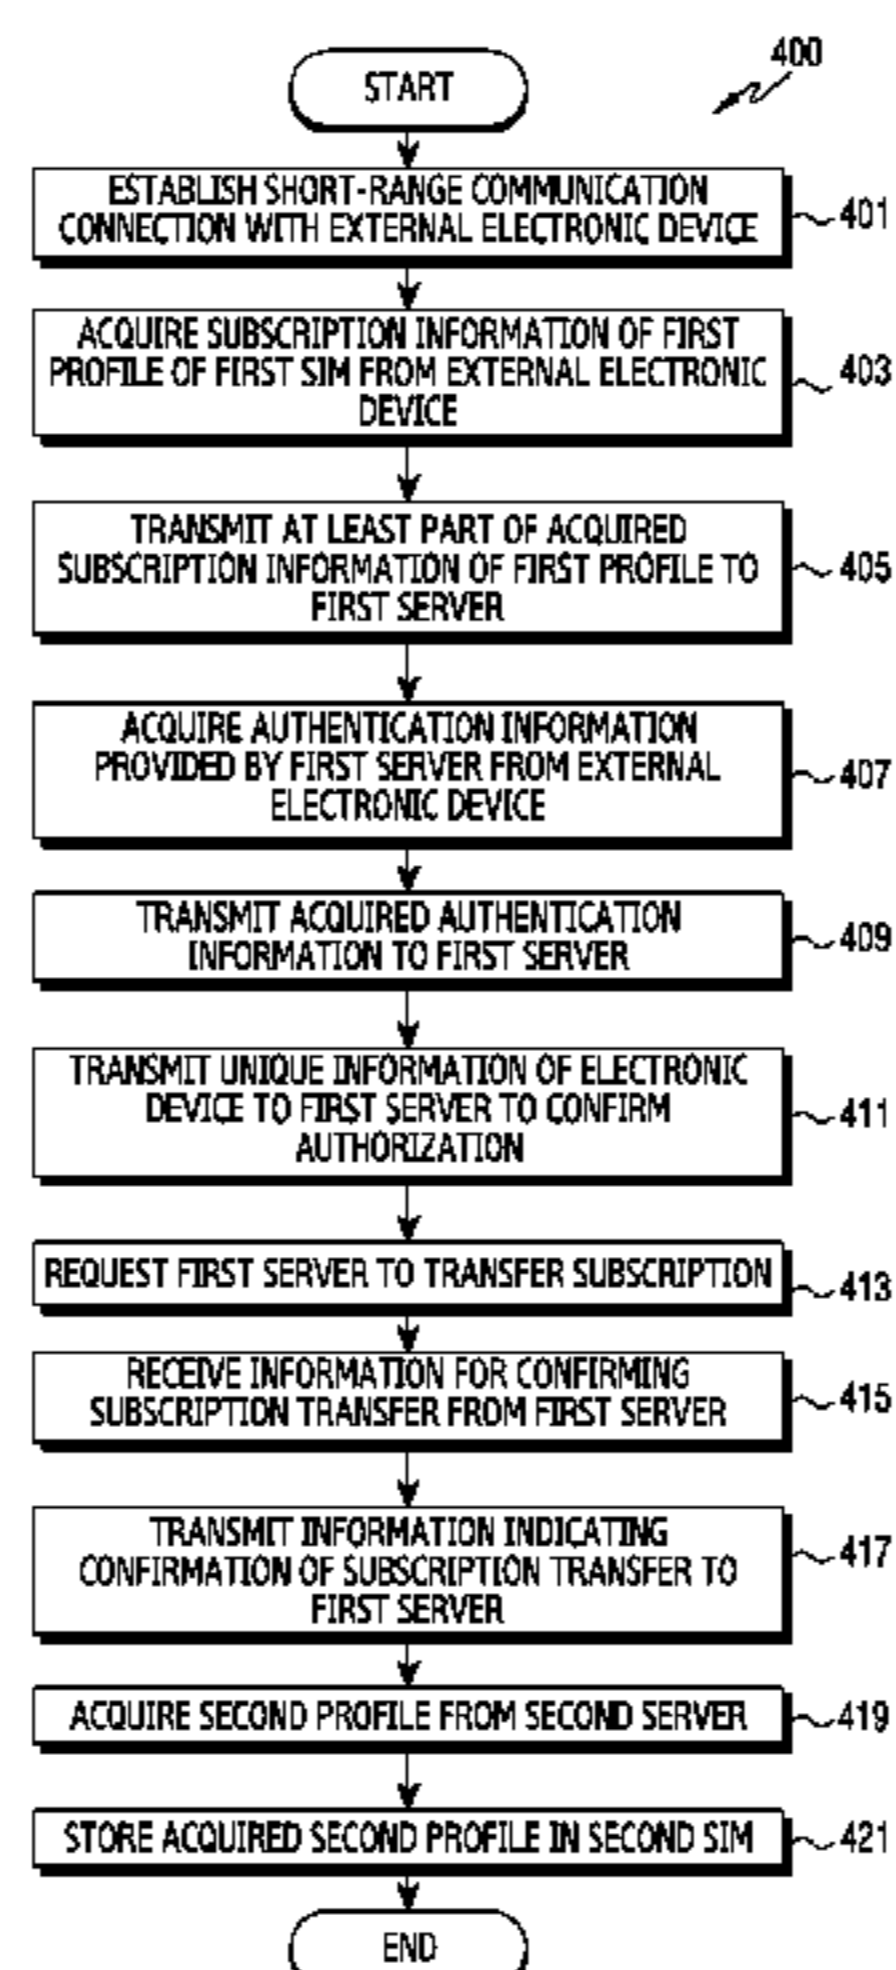 400
START
ESTABLISH SHORT-RANGE COMMUNICATION
CONNECTION WITH EXTERNAL ELECTRONIC DEVICE
401
ACQUIRE SUBSCRIPTION INFORMATION OF FIRST
PROFILE OF FIRST SIM FROM EXTERNAL ELECTRONIC
DEVICE
403
TRANSMIT AT LEAST PART OF ACQUIRED
SUBSCRIPTION INFORMATION OF FIRST PROFILE TO
FIRST SERVER
405
ACQUIRE AUTHENTICATION INFORMATION
PROVIDED BY FIRST SERVER FROM EXTERNAL
ELECTRONIC DEVICE
407
TRANSMIT ACQUIRED AUTHENTICATION
INFORMATION TO FIRST SERVER
409
TRANSMIT UNIQUE INFORMATION OF ELECTRONIC
DEVICE TO FIRST SERVER TO CONFIRM
AUTHORIZATION
411
REQUEST FIRST SERVER TO TRANSFER SUBSCRIPTION
413
RECEIVE INFORMATION FOR CONFIRMING
SUBSCRIPTION TRANSFER FROM FIRST SERVER
415
TRANSMIT INFORMATION INDICATING
CONFIRMATION OF SUBSCRIPTION TRANSFER TO
FIRST SERVER
417
ACQUIRE SECOND PROFILE FROM SECOND SERVER
419
STORE ACQUIRED SECOND PROFILE IN SECOND SIM
421
END